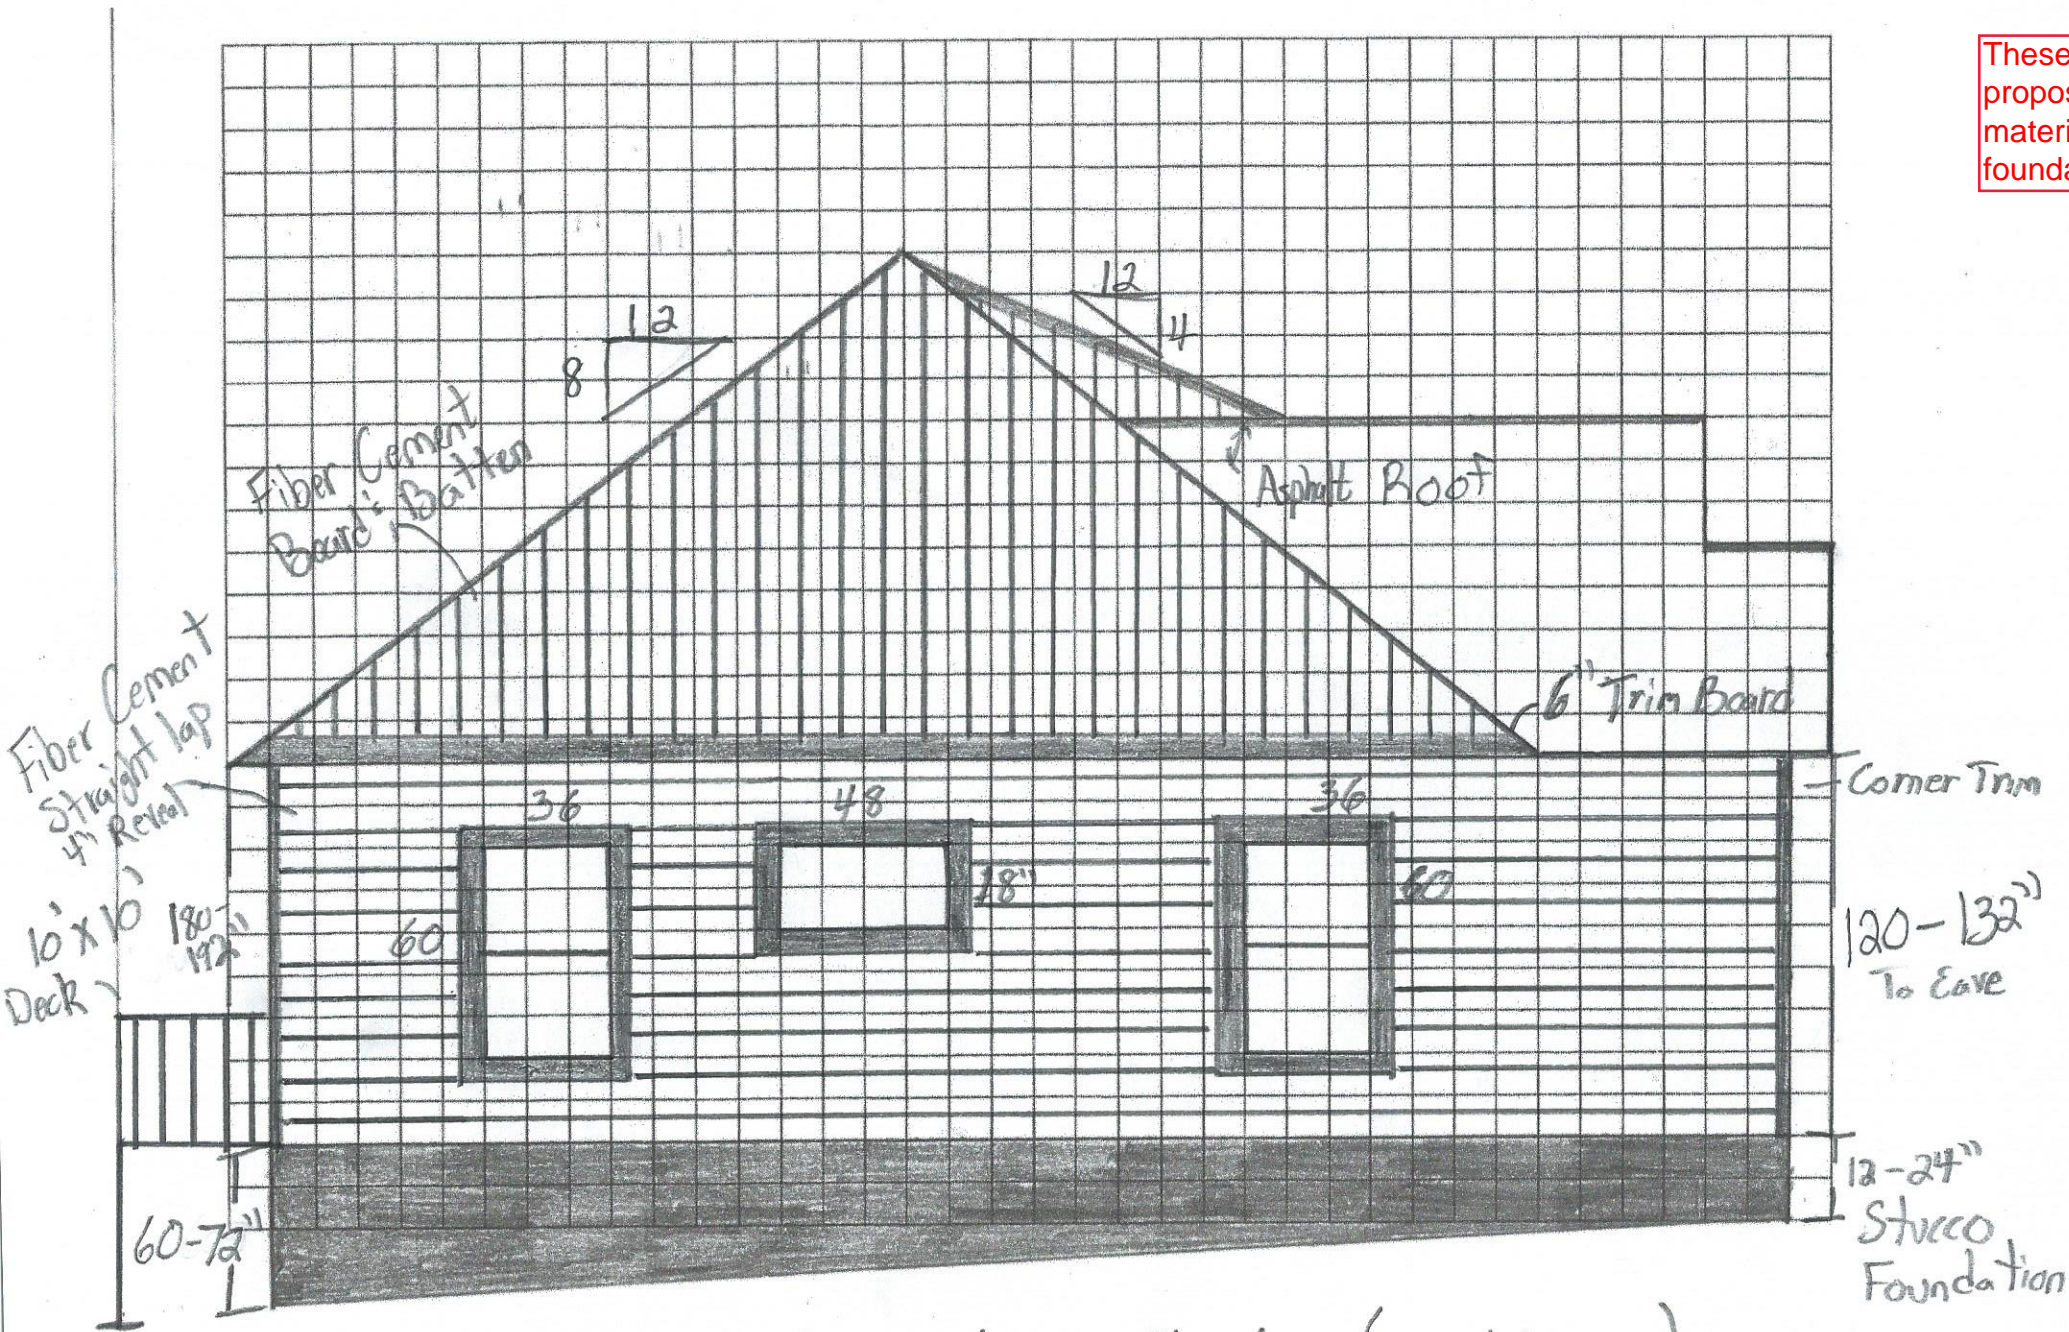 These
propos
materi
founda
12
8
12
4
Fiber Cement
Board & Batten
Asphalt Roof
6" Trim Board
Fiber Cement
Straight lap
4" Reveal
Corner Trim
36
48
36
18"
60
60
10' x 10'
Deck
180-
192"
120-132"
To Eave
60-72"
12-24"
Stucco
Foundation